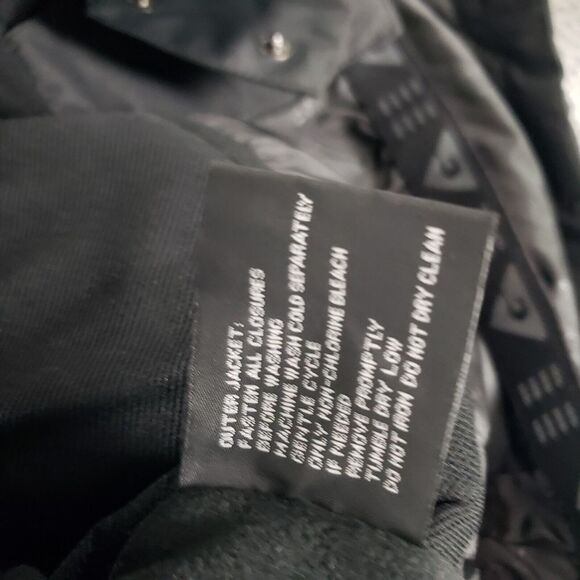 OUTER JACKET:
FASTEN ALL CLOSURES
BEFORE WASHING
MACHINE WASH COLD SEPARATELY
GENTLE CYCLE
ONLY NON-CHLORINE BLEACH
IF NEEDED
REMOVE PROMPTLY
TUMBLE DRY LOW
DO NOT IRON DO NOT DRY CLEAN